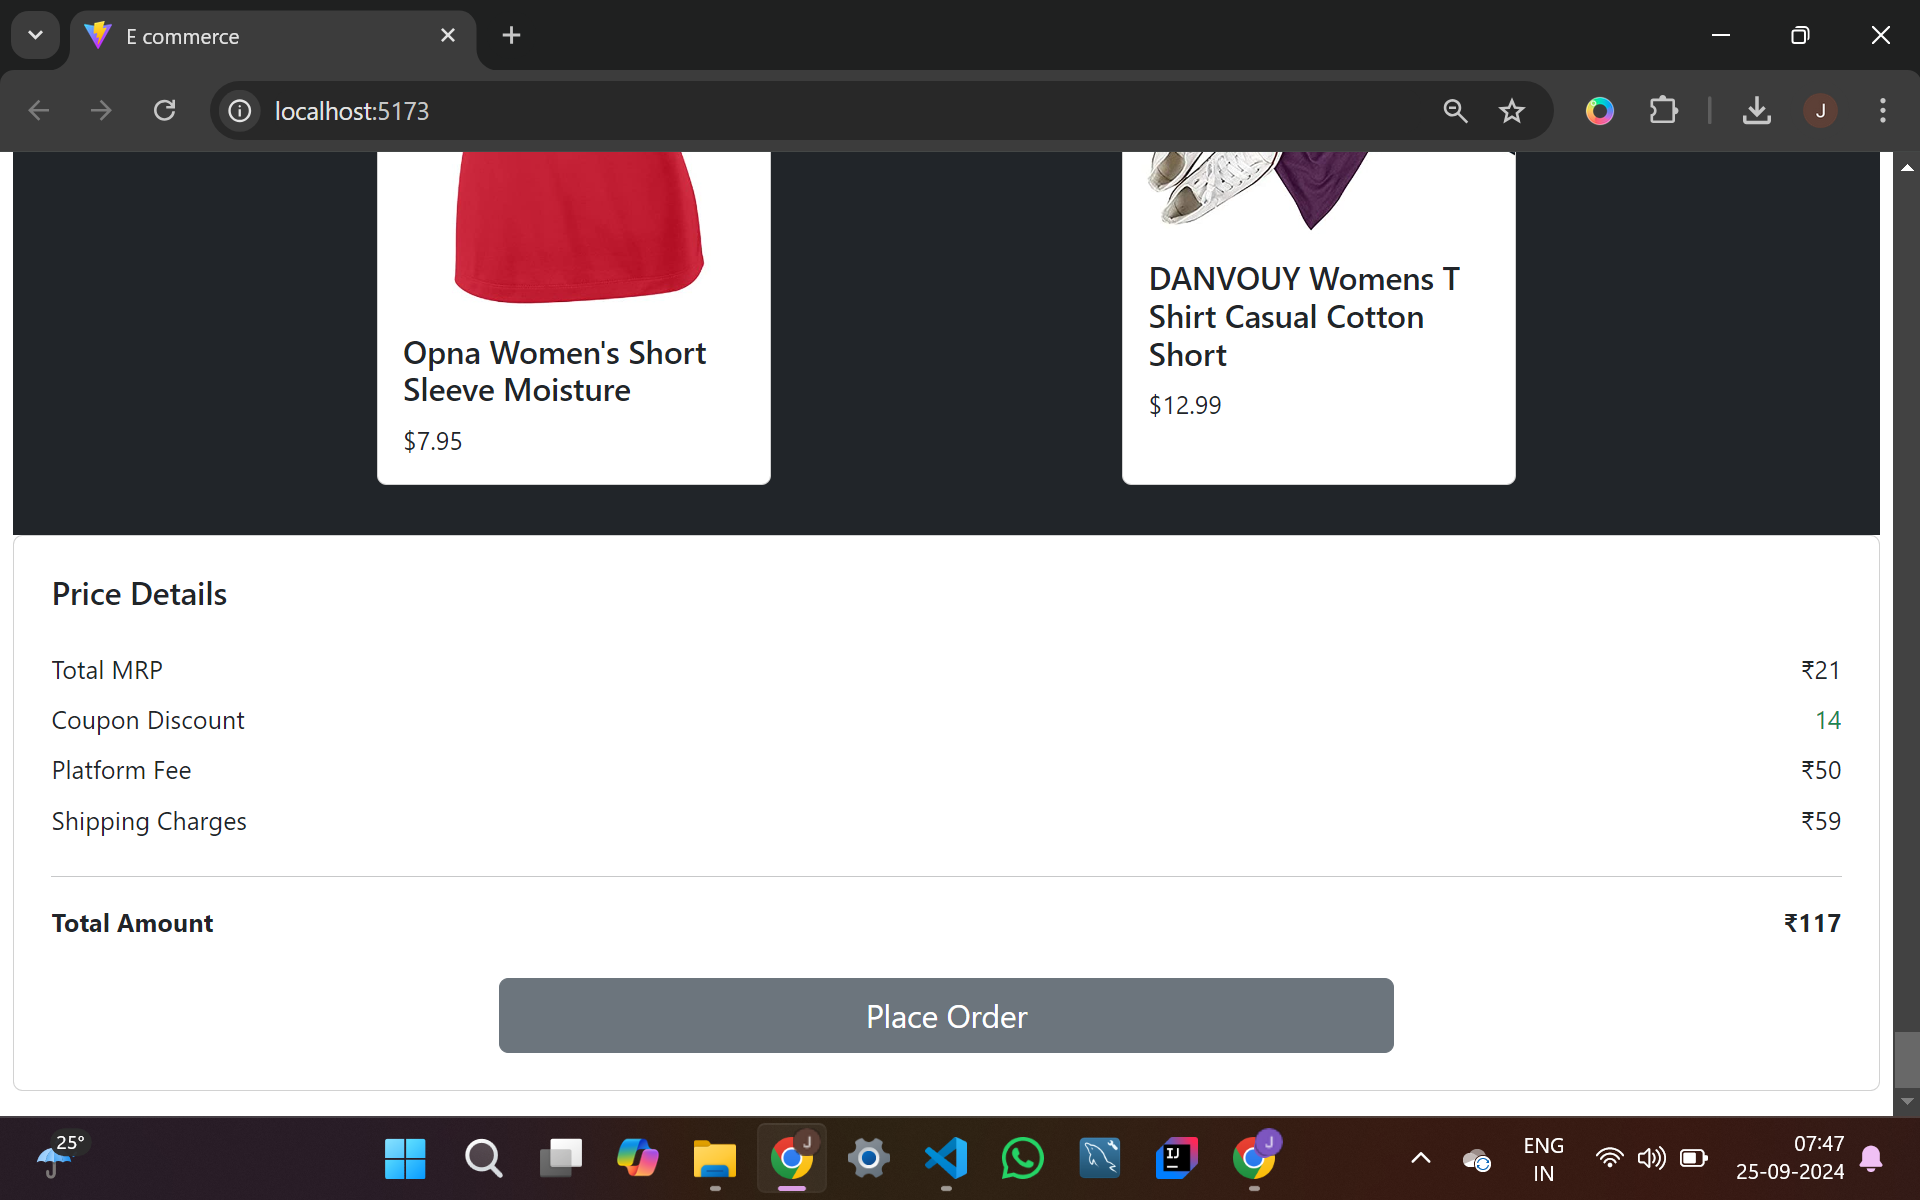 E commerce
localhost:5173
J
Opna Women's Short
Sleeve Moisture
$7.95
DANVOUY Womens T
Shirt Casual Cotton
Short
$12.99
Price Details
Total MRP ₹21
Coupon Discount 14
Platform Fee ₹50
Shipping Charges ₹59
Total Amount ₹117
Place Order
25°
J
IJ
J
ENG
IN
07:47
25-09-2024